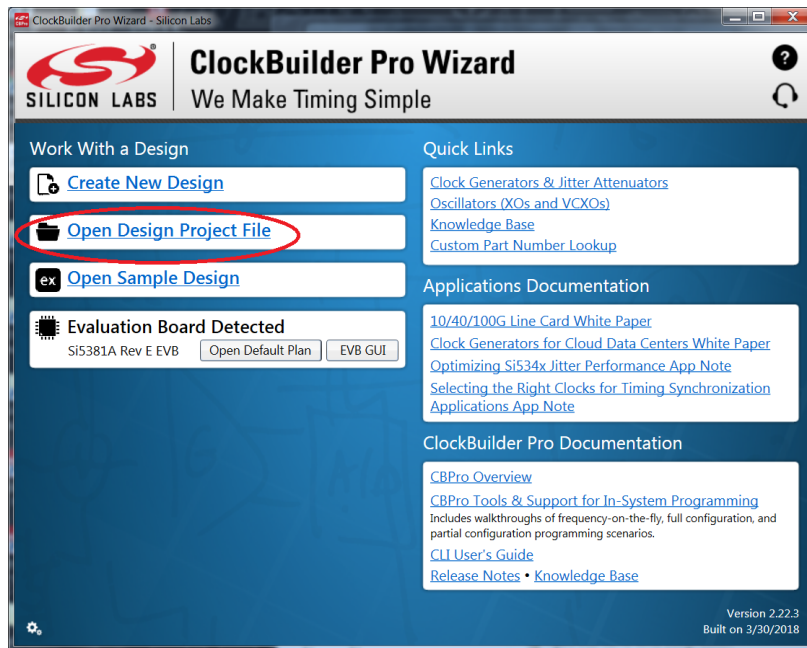 ClockBuilder Pro Wizard - Silicon Labs
SILICON LABS
ClockBuilder Pro Wizard
We Make Timing Simple
Work With a Design
Create New Design
Open Design Project File
ex Open Sample Design
Evaluation Board Detected
Si5381A Rev E EVB Open Default Plan EVB GUI
Quick Links
Clock Generators & Jitter Attenuators
Oscillators (XOs and VCXOs)
Knowledge Base
Custom Part Number Lookup
Applications Documentation
10/40/100G Line Card White Paper
Clock Generators for Cloud Data Centers White Paper
Optimizing Si534x Jitter Performance App Note
Selecting the Right Clocks for Timing Synchronization
Applications App Note
ClockBuilder Pro Documentation
CBPro Overview
CBPro Tools & Support for In-System Programming
Includes walkthroughs of frequency-on-the-fly, full configuration, and
partial configuration programming scenarios.
CLI User's Guide
Release Notes • Knowledge Base
Version 2.22.3
Built on 3/30/2018